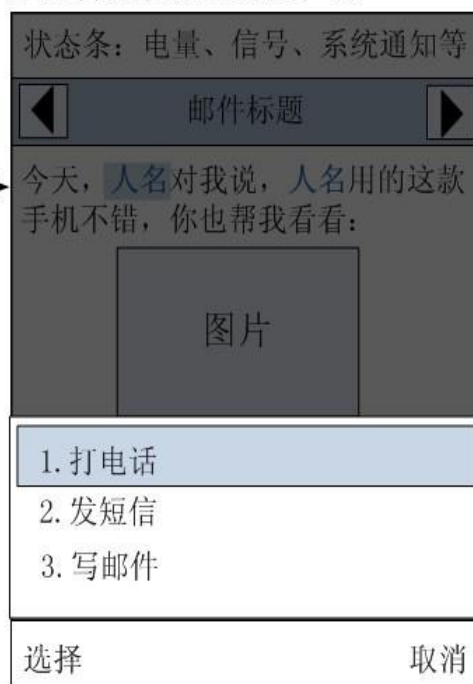 状态条：电量、信号、系统通知等
邮件标题
今天，人名对我说，人名用的这款
手机不错，你也帮我看看：
图片
1.打电话
2.发短信
3.写邮件
选择 取消